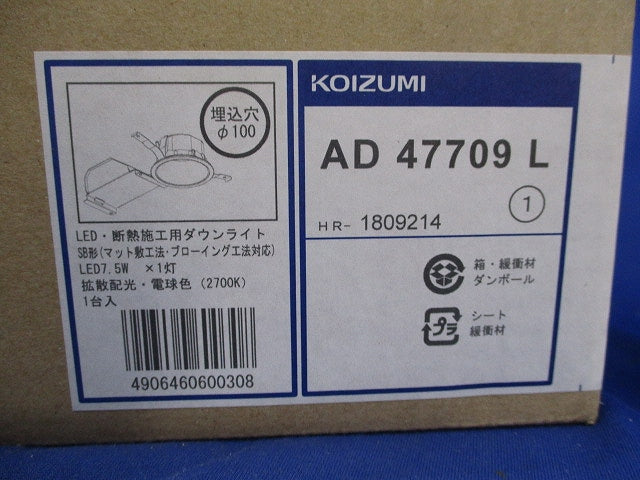 埋込穴
φ100
LED・断熱施工用ダウンライト
SB形(マット敷工法・ブローイング工法対応)
LED7.5W ×1灯
拡散配光・電球色 (2700K)
1台入
4906460600308
KOIZUMI
AD 47709 L
1
HR- 1809214
箱・緩衝材
ダンボール
プラ
シート
緩衝材